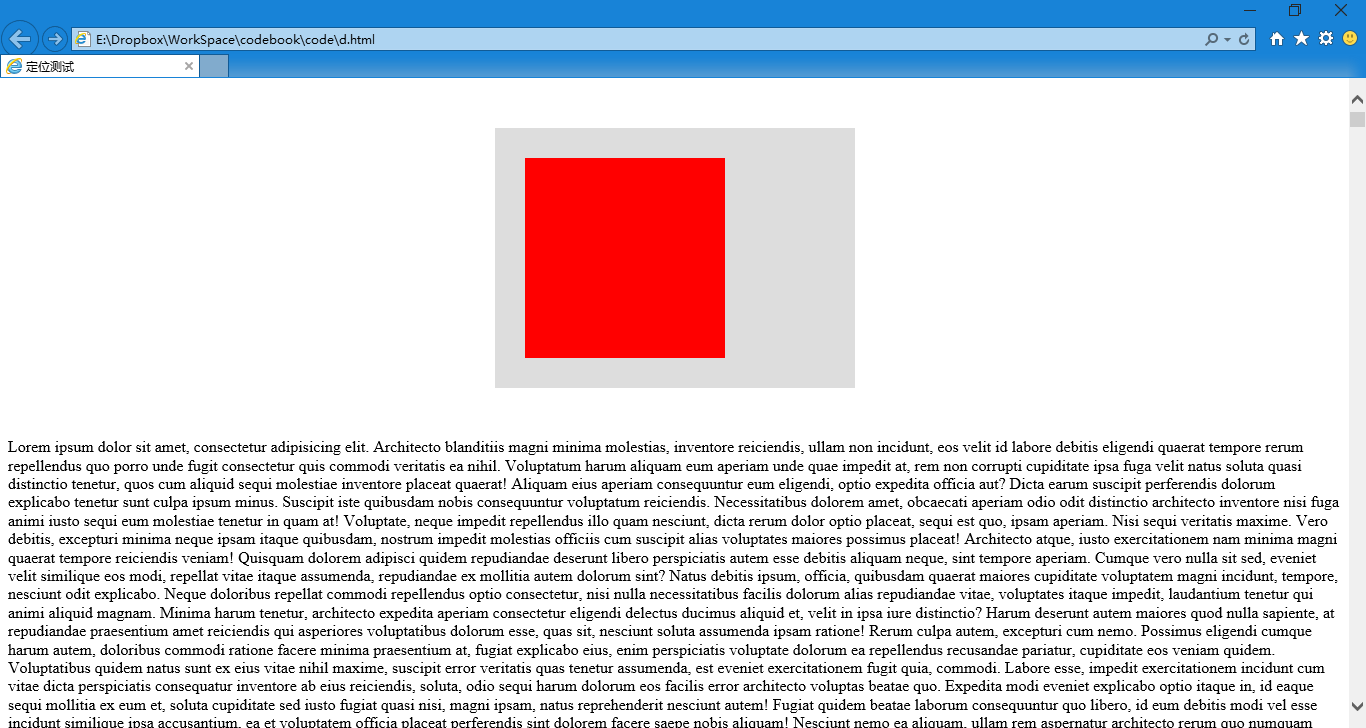 E:\Dropbox\WorkSpace\codebook\code\d.html
定位测试
Lorem ipsum dolor sit amet, consectetur adipisicing elit. Architecto blanditiis magni minima molestias, inventore reiciendis, ullam non incidunt, eos velit id labore debitis eligendi quaerat tempore rerum
repellendus quo porro unde fugit consectetur quis commodi veritatis ea nihil. Voluptatum harum aliquam eum aperiam unde quae impedit at, rem non corrupti cupiditate ipsa fuga velit natus soluta quasi
distinctio tenetur, quos cum aliquid sequi molestiae inventore placeat quaerat! Aliquam eius aperiam consequuntur eum eligendi, optio expedita officia aut? Dicta earum suscipit perferendis dolorum
explicabo tenetur sunt culpa ipsum minus. Suscipit iste quibusdam nobis consequuntur voluptatum reiciendis. Necessitatibus dolorem amet, obcaecati aperiam odio odit distinctio architecto inventore nisi fuga
animi iusto sequi eum molestiae tenetur in quam at! Voluptate, neque impedit repellendus illo quam nesciunt, dicta rerum dolor optio placeat, sequi est quo, ipsam aperiam. Nisi sequi veritatis maxime. Vero
debitis, excepturi minima neque ipsam itaque quibusdam, nostrum impedit molestias officiis cum suscipit alias voluptates maiores possimus placeat! Architecto atque, iusto exercitationem nam minima magni
quaerat tempore reiciendis veniam! Quisquam dolorem adipisci quidem repudiandae deserunt libero perspiciatis autem esse debitis aliquam neque, sint tempore aperiam. Cumque vero nulla sit sed, eveniet
velit similique eos modi, repellat vitae itaque assumenda, repudiandae ex mollitia autem dolorum sint? Natus debitis ipsum, officia, quibusdam quaerat maiores cupiditate voluptatem magni incidunt, tempore,
nesciunt odit explicabo. Neque doloribus repellat commodi repellendus optio consectetur, nisi nulla necessitatibus facilis dolorum alias repudiandae vitae, voluptates itaque impedit, laudantium tenetur qui
animi aliquid magnam. Minima harum tenetur, architecto expedita aperiam consectetur eligendi delectus ducimus aliquid et, velit in ipsa iure distinctio? Harum deserunt autem maiores quod nulla sapiente, at
repudiandae praesentium amet reiciendis qui asperiores voluptatibus dolorum esse, quas sit, nesciunt soluta assumenda ipsam ratione! Rerum culpa autem, excepturi cum nemo. Possimus eligendi cumque
harum autem, doloribus commodi ratione facere minima praesentium at, fugiat explicabo eius, enim perspiciatis voluptate dolorum ea repellendus recusandae pariatur, cupiditate eos veniam quidem.
Voluptatibus quidem natus sunt ex eius vitae nihil maxime, suscipit error veritatis quas tenetur assumenda, est eveniet exercitationem fugit quia, commodi. Labore esse, impedit exercitationem incidunt cum
vitae dicta perspiciatis consequatur inventore ab eius reiciendis, soluta, odio sequi harum dolorum eos facilis error architecto voluptas beatae quo. Expedita modi eveniet explicabo optio itaque in, id eaque
sequi mollitia ex eum et, soluta cupiditate sed iusto fugiat quasi nisi, magni ipsam, natus reprehenderit nesciunt autem! Fugiat quidem beatae laborum consequuntur quo libero, id eum debitis modi vel esse
incidunt similique ipsa accusantium, ea et voluptatem officia placeat perferendis sint dolorem facere saepe nobis aliquam! Nesciunt nemo ea aliquam, ullam rem aspernatur architecto rerum quo numquam